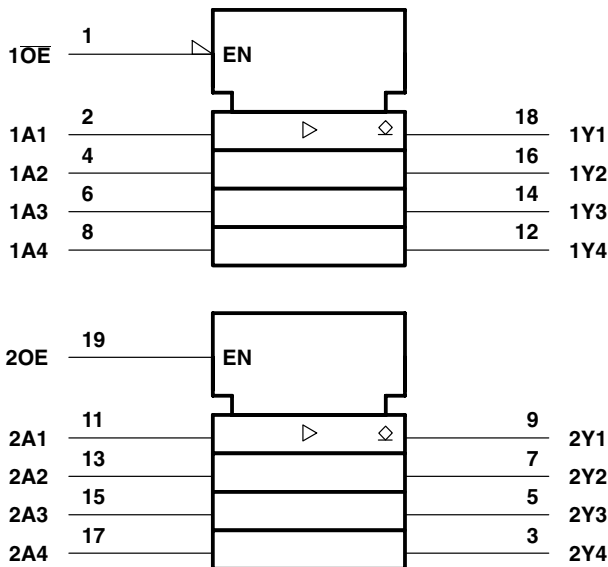 1
1O̅E̅ EN
2 18
1A1 1Y1
4 16
1A2 1Y2
6 14
1A3 1Y3
8 12
1A4 1Y4
19
2OE EN
11 9
2A1 2Y1
13 7
2A2 2Y2
15 5
2A3 2Y3
17 3
2A4 2Y4